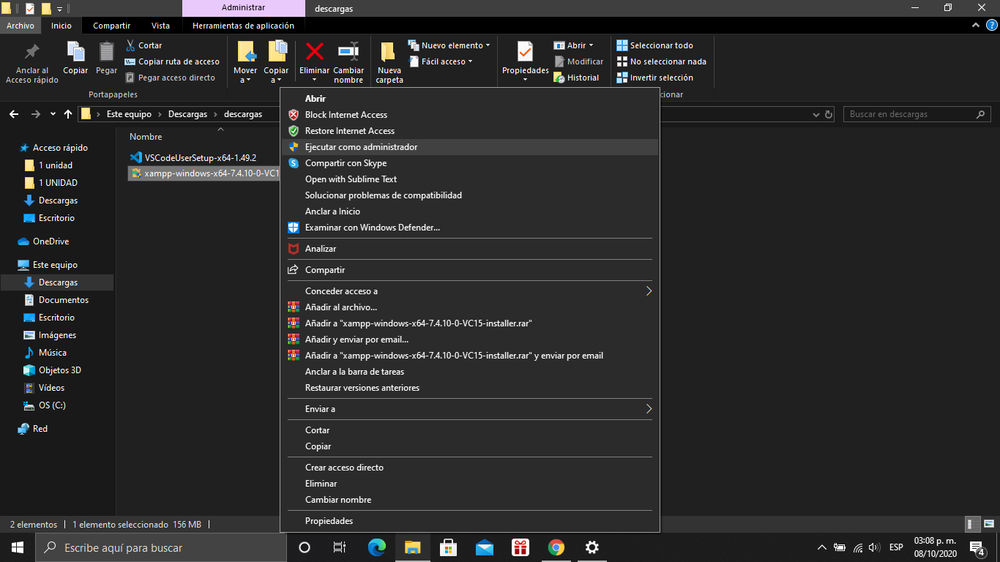 Administrar
descargas
Archivo
Inicio
Compartir
Vista
Herramientas de aplicación
Anclar al
Acceso rápido
Copiar
Pegar
Cortar
Copiar ruta de acceso
Pegar acceso directo
Portapapeles
Mover
a
Copiar
a
Eliminar
Cambiar
nombre
Nueva
carpeta
Nuevo elemento
Fácil acceso
Propiedades
Abrir
Modificar
Historial
Seleccionar todo
No seleccionar nada
Invertir selección
cionar
Este equipo
Descargas
descargas
Buscar en descargas
Acceso rápido
1 unidad
1 UNIDAD
Descargas
Escritorio
OneDrive
Este equipo
Descargas
Documentos
Escritorio
Imágenes
Música
Objetos 3D
Vídeos
OS (C:)
Red
Nombre
VSCodeUserSetup-x64-1.49.2
xampp-windows-x64-7.4.10-0-VC1
Abrir
Block Internet Access
Restore Internet Access
Ejecutar como administrador
Compartir con Skype
Open with Sublime Text
Solucionar problemas de compatibilidad
Anclar a Inicio
Examinar con Windows Defender...
Analizar
Compartir
Conceder acceso a
Añadir al archivo...
Añadir a "xampp-windows-x64-7.4.10-0-VC15-installer.rar"
Añadir y enviar por email...
Añadir a "xampp-windows-x64-7.4.10-0-VC15-installer.rar" y enviar por email
Anclar a la barra de tareas
Restaurar versiones anteriores
Enviar a
Cortar
Copiar
Crear acceso directo
Eliminar
Cambiar nombre
Propiedades
2 elementos
1 elemento seleccionado 156 MB
Escribe aquí para buscar
ESP
03:08 p. m.
08/10/2020
4